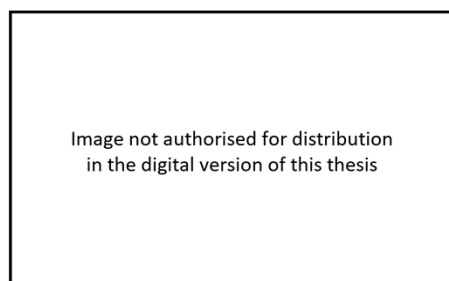 Image not authorised for distribution
in the digital version of this thesis